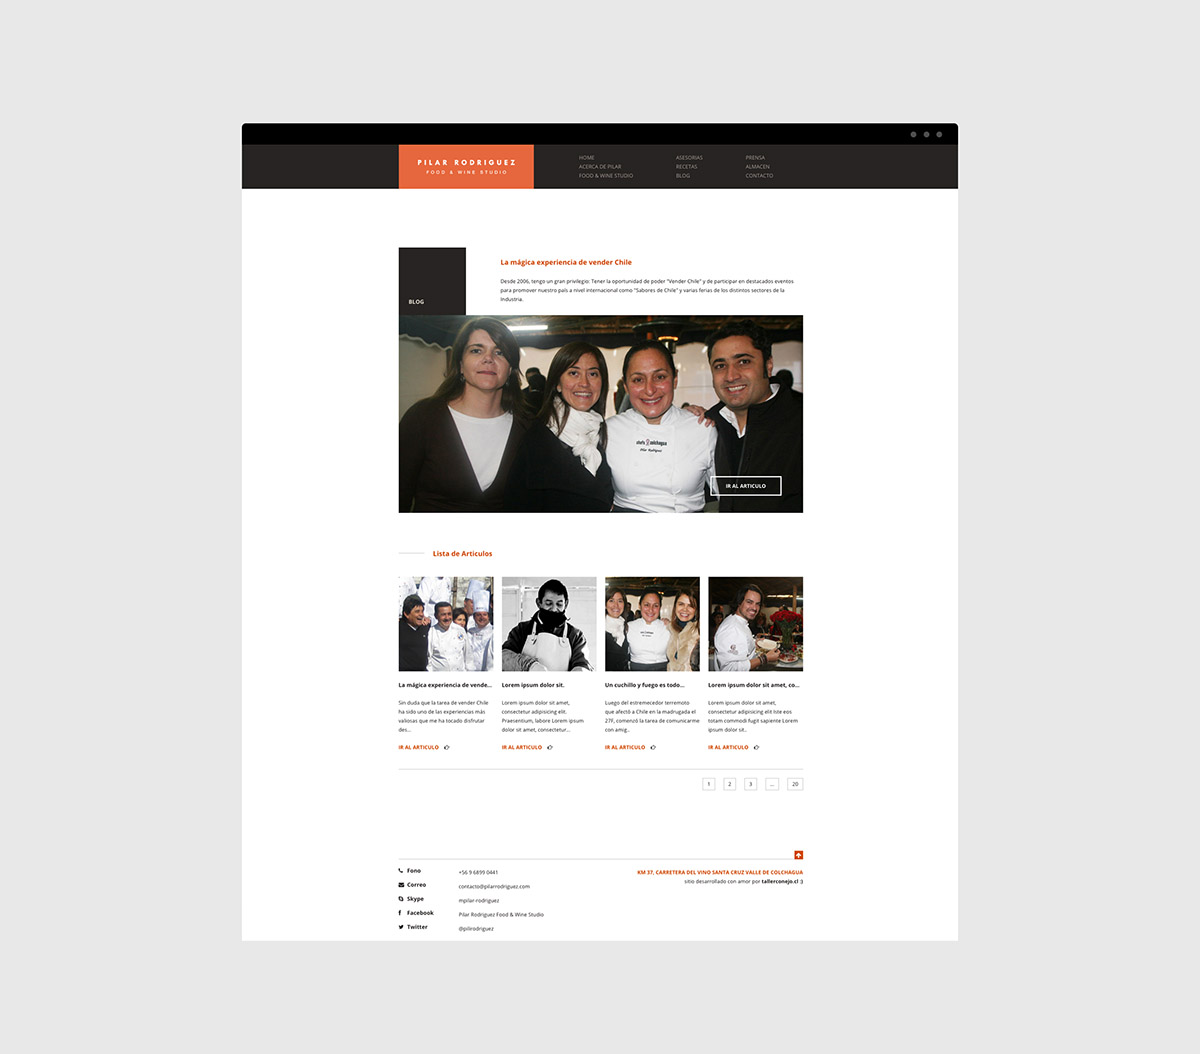 PILAR RODRIGUEZ
FOOD & WINE STUDIO
HOME
ACERCA DE PILAR
FOOD & WINE STUDIO
ASESORIAS
RECETAS
BLOG
PRENSA
ALMACEN
CONTACTO
BLOG
La mágica experiencia de vender Chile
Desde 2006, tengo un gran privilegio: Tener la oportunidad de poder "Vender Chile" y de participar en destacados eventos
para promover nuestro país a nivel internacional como "Sabores de Chile" y varias ferias de los distintos sectores de la
Industria.
chefs colchagua
Pilar Rodríguez
IR AL ARTICULO
Lista de Articulos
La mágica experiencia de vende...
Sin duda que la tarea de vender Chile
ha sido uno de las experiencias más
valiosas que me ha tocado disfrutar
des...
IR AL ARTICULO
Lorem ipsum dolor sit.
Lorem ipsum dolor sit amet,
consectetur adipisicing elit.
Praesentium, labore Lorem ipsum
dolor sit amet, consectetur...
IR AL ARTICULO
Un cuchillo y fuego es todo...
Luego del estremecedor terremoto
que afectó a Chile en la madrugada el
27F, comenzó la tarea de comunicarme
con amig..
IR AL ARTICULO
Lorem ipsum dolor sit amet, co...
Lorem ipsum dolor sit amet,
consectetur adipisicing elit iste eos
totam commodi fugit sapiente Lorem
ipsum dolor sit..
IR AL ARTICULO
1 2 3 ... 20
Fono +56 9 6899 0441
Correo contacto@pilarrodriguez.com
Skype mpilar-rodriguez
Facebook Pilar Rodriguez Food & Wine Studio
Twitter @pilirodriguez
KM 37, CARRETERA DEL VINO SANTA CRUZ VALLE DE COLCHAGUA
sitio desarrollado con amor por tallerconejo.cl :)